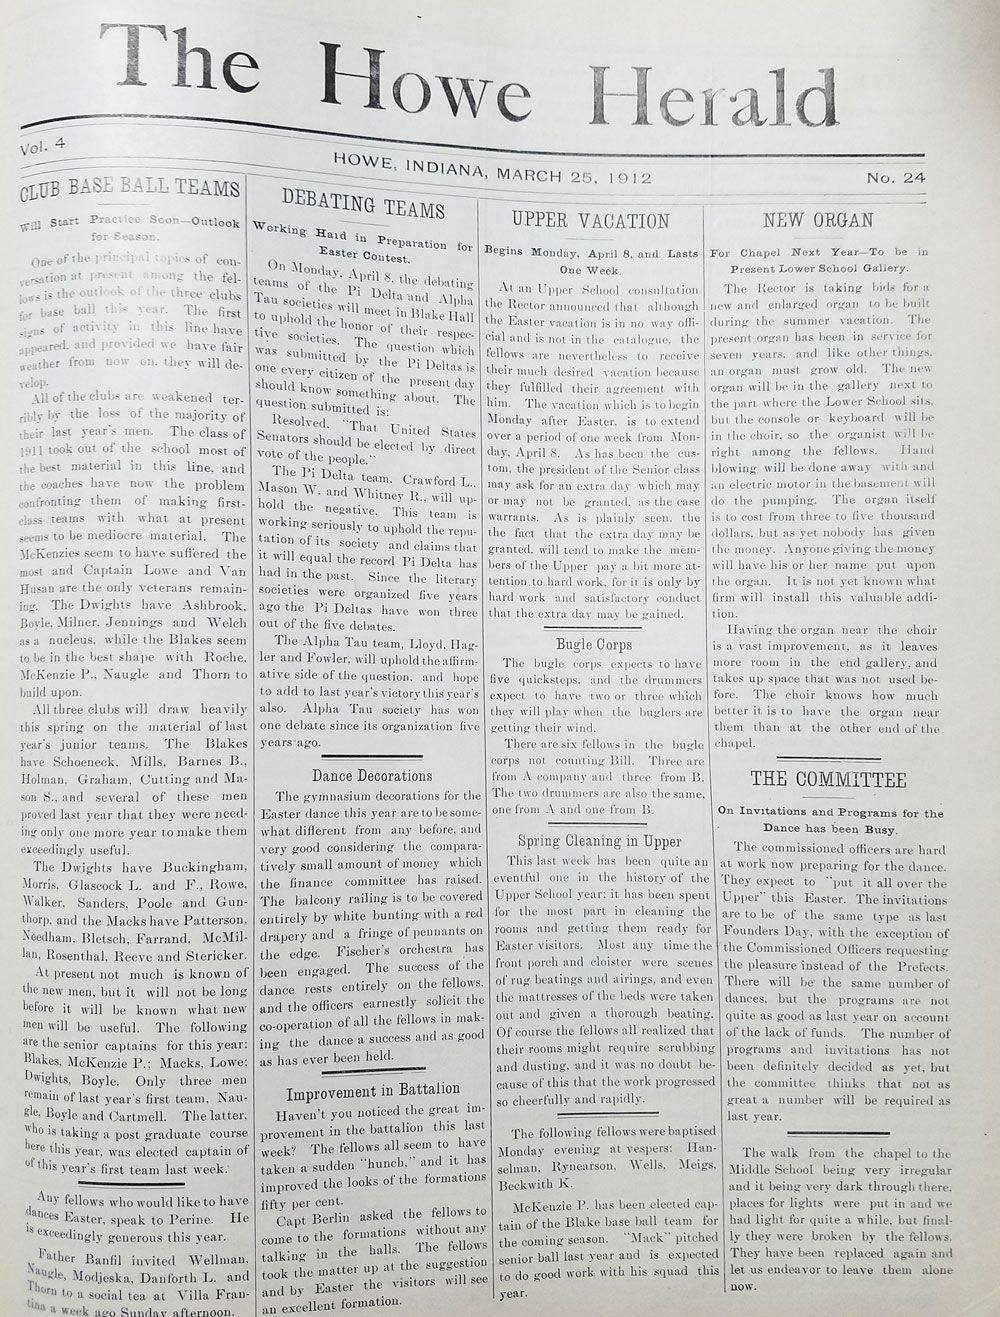 The Howe Herald
Vol. 4
HOWE, INDIANA, MARCH 25, 1912
No. 24
CLUB BASE BALL TEAMS
Will Start Practice Soon—Outlook
for Season.
One of the principal topics of con-
versation at present among the fel-
lows is the outlook of the three clubs
for base ball this year. The first
signs of activity in this line have
appeared, and provided we have fair
weather from now on, they will de-
velop.
All of the clubs are weakened ter-
ribly by the loss of the majority of
their last year's men. The class of
1911 took out of the school most of
the best material in this line, and
the coaches have now the problem
confronting them of making first-
class teams with what at present
seems to be mediocre material. The
McKenzies seem to have suffered the
most and Captain Lowe and Van
Husan are the only veterans remain-
ing. The Dwights have Ashbrook,
Boyle, Milner, Jennings and Welch
as a nucleus, while the Blakes seem
to be in the best shape with Roche,
McKenzie P., Naugle and Thorn to
build upon.
All three clubs will draw heavily
this spring on the material of last
year's junior teams. The Blakes
have Schoeneck, Mills, Barnes B.,
Holman, Graham, Cutting and Ma-
son S., and several of these men
proved last year that they were need-
ing only one more year to make them
exceedingly useful.
The Dwights have Buckingham,
Morris, Glascock L. and F., Rowe,
Walker, Sanders, Poole and Gun-
thorp, and the Macks have Patterson,
Needham, Bletsch, Farrand, McMil-
lan, Rosenthal, Reeve and Stericker.
At present not much is known of
the new men, but it will not be long
before it will be known what new
men will be useful. The following
are the senior captains for this year:
Blakes, McKenzie P.; Macks, Lowe;
Dwights, Boyle. Only three men
remain of last year's first team, Nau-
gle, Boyle and Cartmell. The latter,
who is taking a post graduate course
here this year, was elected captain of
of this year's first team last week.
Any fellows who would like to have
dances Easter, speak to Perine. He
is exceedingly generous this year.
Father Banfil invited Wellman,
Naugle, Modjeska, Danforth L. and
Thorn to a social tea at Villa Fran-
tina a week ago Sunday afternoon.
DEBATING TEAMS
Working Haid in Preparation for
Easter Contest.
On Monday, April 8, the debating
teams of the Pi Delta and Alpha
Tau societies will meet in Blake Hall
to uphold the honor of their respec-
tive societies. The question which
was submitted by the Pi Deltas is
one every citizen of the present day
should know something about. The
question submitted is:
Resolved, "That United States
Senators should be elected by direct
vote of the people."
The Pi Delta team, Crawford L.,
Mason W. and Whitney R., will up-
hold the negative. This team is
working seriously to uphold the repu-
tation of its society and claims that
it will equal the record Pi Delta has
had in the past. Since the literary
societies were organized five years
ago the Pi Deltas have won three
out of the five debates.
The Alpha Tau team, Lloyd, Hag-
ler and Fowler, will uphold the affirm-
ative side of the question, and hope
to add to last year's victory this year's
also. Alpha Tau society has won
one debate since its organization five
years ago.
Dance Decorations
The gymnasium decorations for the
Easter dance this year are to be some-
what different from any before, and
very good considering the compara-
tively small amount of money which
the finance committee has raised.
The balcony railing is to be covered
entirely by white bunting with a red
drapery and a fringe of pennants on
the edge. Fischer's orchestra has
been engaged. The success of the
dance rests entirely on the fellows,
and the officers earnestly solicit the
co-operation of all the fellows in mak-
ing the dance a success and as good
as has ever been held.
Improvement in Battalion
Haven't you noticed the great im-
provement in the battalion this last
week? The fellows all seem to have
taken a sudden "hunch," and it has
improved the looks of the formations
fifty per cent.
Capt Berlin asked the fellows to
come to the formations without any
talking in the halls. The fellows
took the matter up at the suggestion
and by Easter the visitors will see
an excellent formation.
UPPER VACATION
Begins Monday, April 8, and Lasts
One Week
At an Upper School consultation
the Rector announced that although
the Easter vacation is in no way offi-
cial and is not in the catalogue, the
fellows are nevertheless to receive
their much desired vacation because
they fulfilled their agreement with
him. The vacation which is to begin
Monday after Easter, is to extend
over a period of one week from Mon-
day, April 8. As has been the cus-
tom, the president of the Senior class
may ask for an extra day which may
or may not be granted, as the case
warrants. As is plainly seen, the
the fact that the extra day may be
granted, will tend to make the mem-
bers of the Upper pay a bit more at-
tention to hard work, for it is only by
hard work and satisfactory conduct
that the extra day may be gained.
Bugle Corps
The bugle corps expects to have
five quicksteps, and the drummers
expect to have two or three which
they will play when the buglers are
getting their wind.
There are six fellows in the bugle
corps not counting Bill. Three are
from A company and three from B.
The two drummers are also the same,
one from A and one from B.
Spring Cleaning in Upper
This last week has been quite an
eventful one in the history of the
Upper School year; it has been spent
for the most part in cleaning the
rooms and getting them ready for
Easter visitors. Most any time the
front porch and cloister were scenes
of rug beatings and airings, and even
the mattresses of the beds were taken
out and given a thorough beating.
Of course the fellows all realized that
their rooms might require scrubbing
and dusting, and it was no doubt be-
cause of this that the work progressed
so cheerfully and rapidly.
The following fellows were baptised
Monday evening at vespers: Han-
selman, Rynearson, Wells, Meigs,
Beckwith K.
McKenzie P. has been elected cap-
tain of the Blake base ball team for
the coming season. "Mack" pitched
senior ball last year and is expected
to do good work with his squad this
year.
NEW ORGAN
For Chapel Next Year—To be in
Present Lower School Gallery.
The Rector is taking bids for a
new and enlarged organ to be built
during the summer vacation. The
present organ has been in service for
seven years, and like other things,
an organ must grow old. The new
organ will be in the gallery next to
the part where the Lower School sits,
but the console or keyboard will be
in the choir, so the organist will be
right among the fellows. Hand
blowing will be done away with and
an electric motor in the basement will
do the pumping. The organ itself
is to cost from three to five thousand
dollars, but as yet nobody has given
the money. Anyone giving the money
will have his or her name put upon
the organ. It is not yet known what
firm will install this valuable addi-
tion.
Having the organ near the choir
is a vast improvement, as it leaves
more room in the end gallery, and
takes up space that was not used be-
fore. The choir knows how much
better it is to have the organ near
them than at the other end of the
chapel.
THE COMMITTEE
On Invitations and Programs for the
Dance has been Busy.
The commissioned officers are hard
at work now preparing for the dance.
They expect to "put it all over the
Upper" this Easter. The invitations
are to be of the same type as last
Founders Day, with the exception of
the Commissioned Officers requesting
the pleasure instead of the Prefects.
There will be the same number of
dances, but the programs are not
quite as good as last year on account
of the lack of funds. The number of
programs and invitations has not
been definitely decided as yet, but
the committee thinks that not as
great a number will be required as
last year.
The walk from the chapel to the
Middle School being very irregular
and it being very dark through there,
places for lights were put in and we
had light for quite a while, but final-
ly they were broken by the fellows.
They have been replaced again and
let us endeavor to leave them alone
now.